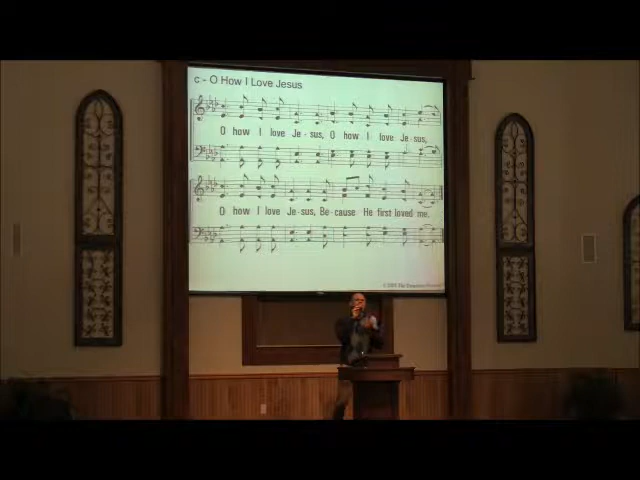 c - O How I Love Jesus
O how I love Je - sus, O how I love Je - sus,
O how I love Je - sus, Be - cause He first loved me.